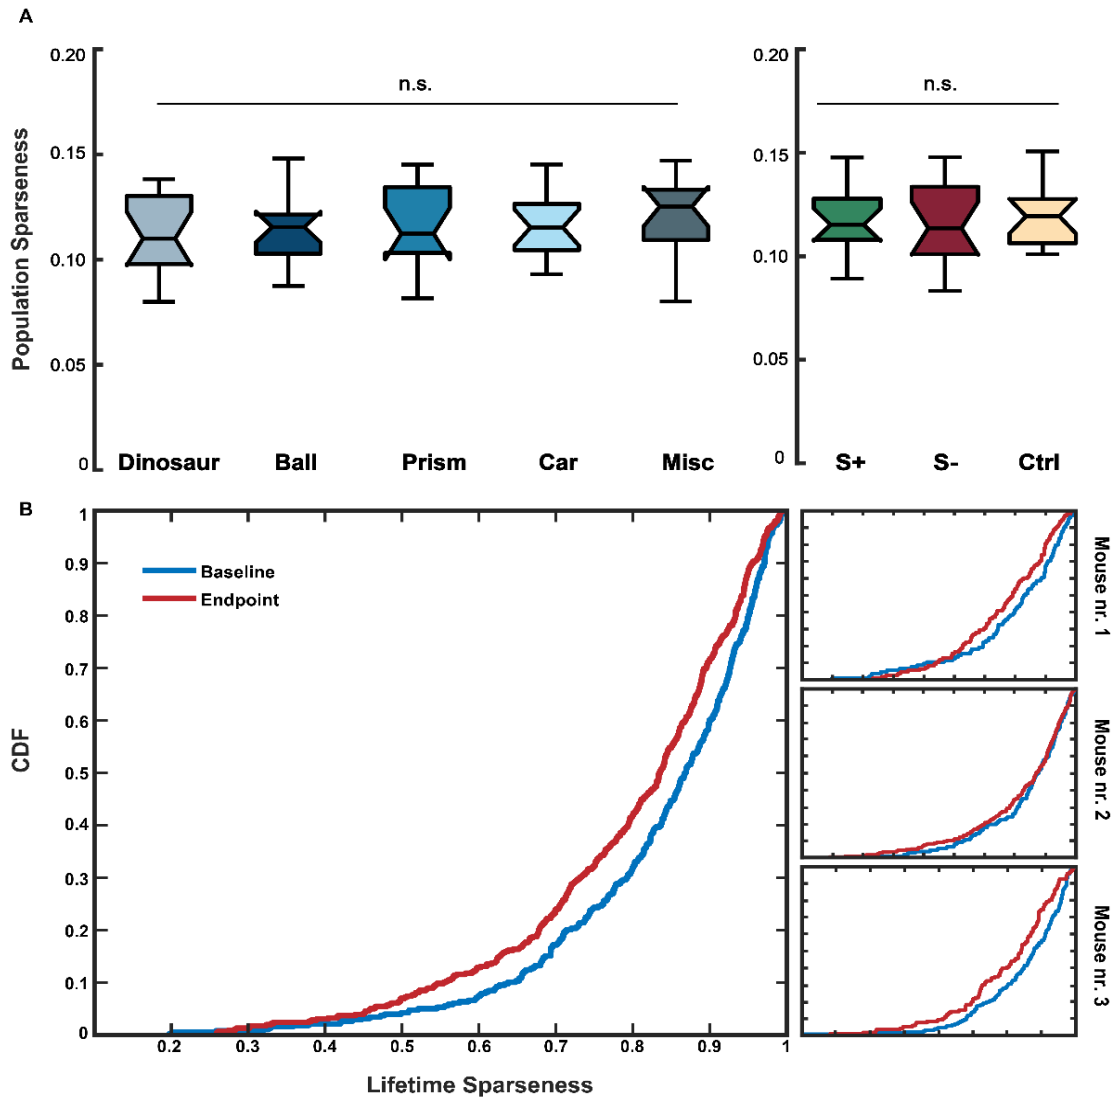 A
0.20
0.15
0.10
0.05
0
Population Sparseness
n.s.
Dinosaur Ball Prism Car Misc
0.20
0.15
0.10
0.05
0
n.s.
S+ S- Ctrl
B
1
0.9
0.8
0.7
0.6
0.5
0.4
0.3
0.2
0.1
0
CDF
Baseline
Endpoint
0.2 0.3 0.4 0.5 0.6 0.7 0.8 0.9 1
Lifetime Sparseness
Mouse nr. 1
Mouse nr. 2
Mouse nr. 3